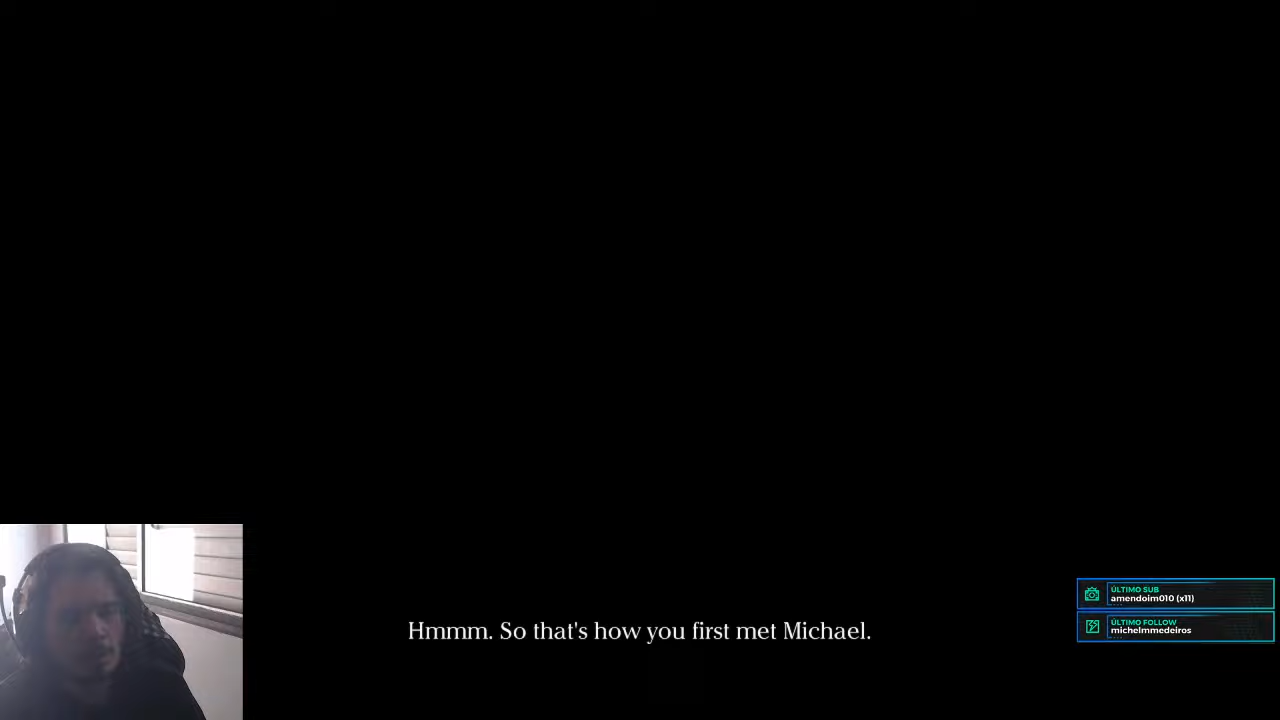 ÚLTIMO SUB
amendoim010 (x11)
ÚLTIMO FOLLOW
michelmmedeiros
Hmmm. So that's how you first met Michael.